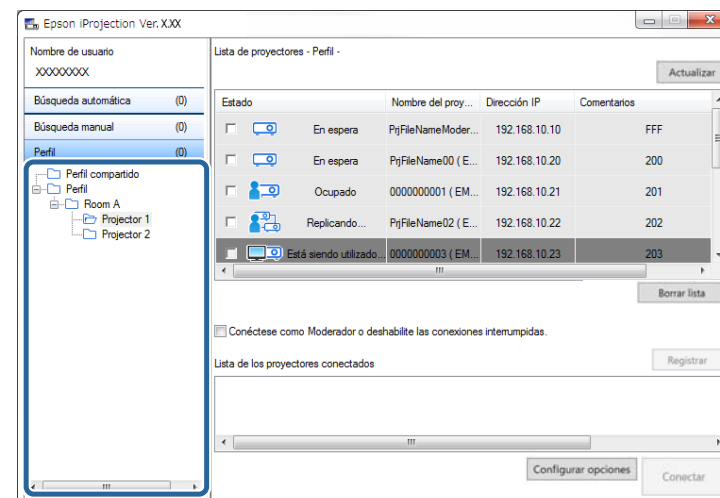 Epson iProjection Ver. X.XX
Nombre de usuario
XXXXXXXX
Búsqueda automática (0)
Búsqueda manual (0)
Perfil (0)
Perfil compartido
Perfil
Room A
Projector 1
Projector 2
Lista de proyectores - Perfil -
Actualizar
Estado Nombre del proy... Dirección IP Comentarios
En espera PrjFileNameModer... 192.168.10.10 FFF
En espera PrjFileName00 ( E... 192.168.10.20 200
Ocupado 0000000001 ( EM... 192.168.10.21 201
Replicando... PrjFileName02 ( E... 192.168.10.22 202
Está siendo utilizado... 0000000003 ( EM... 192.168.10.23 203
Borrar lista
Conéctese como Moderador o deshabilite las conexiones interrumpidas.
Lista de los proyectores conectados
Registrar
Configurar opciones
Conectar